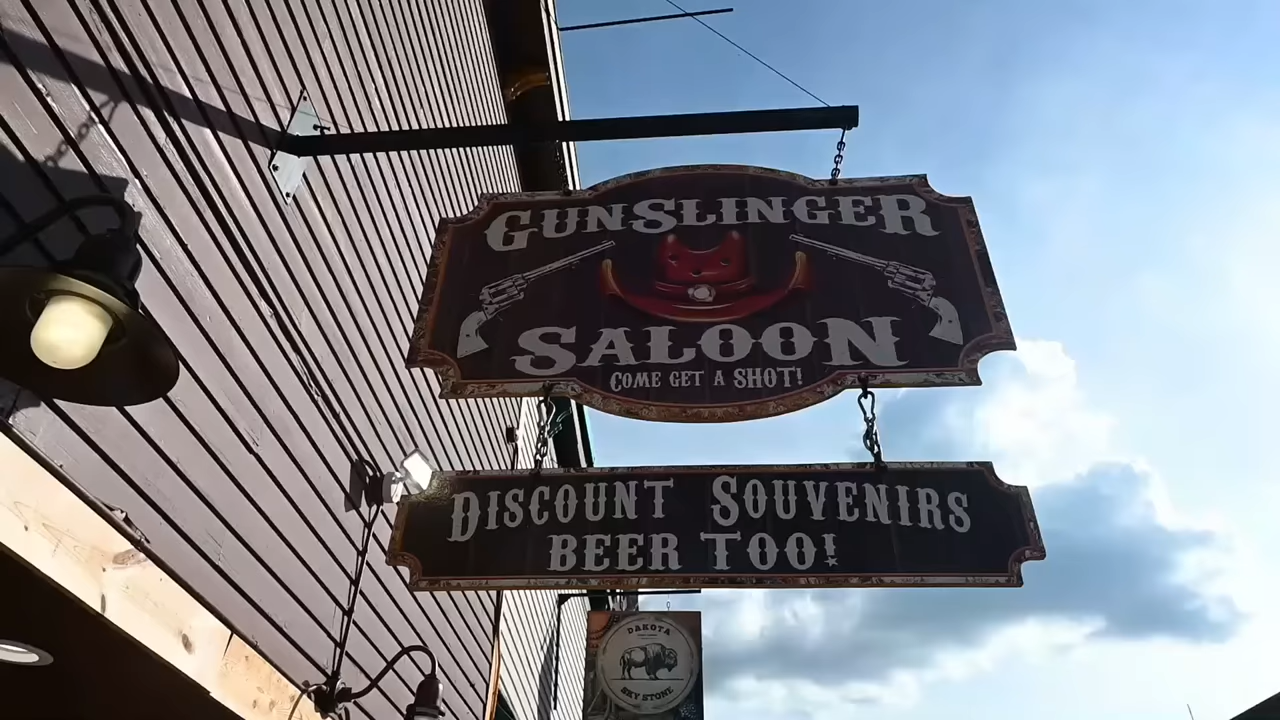 GUNSLINGER
SALOON
COME GET A SHOT!
DISCOUNT SOUVENIRS
BEER TOO!
DAKOTA
SKY STONE